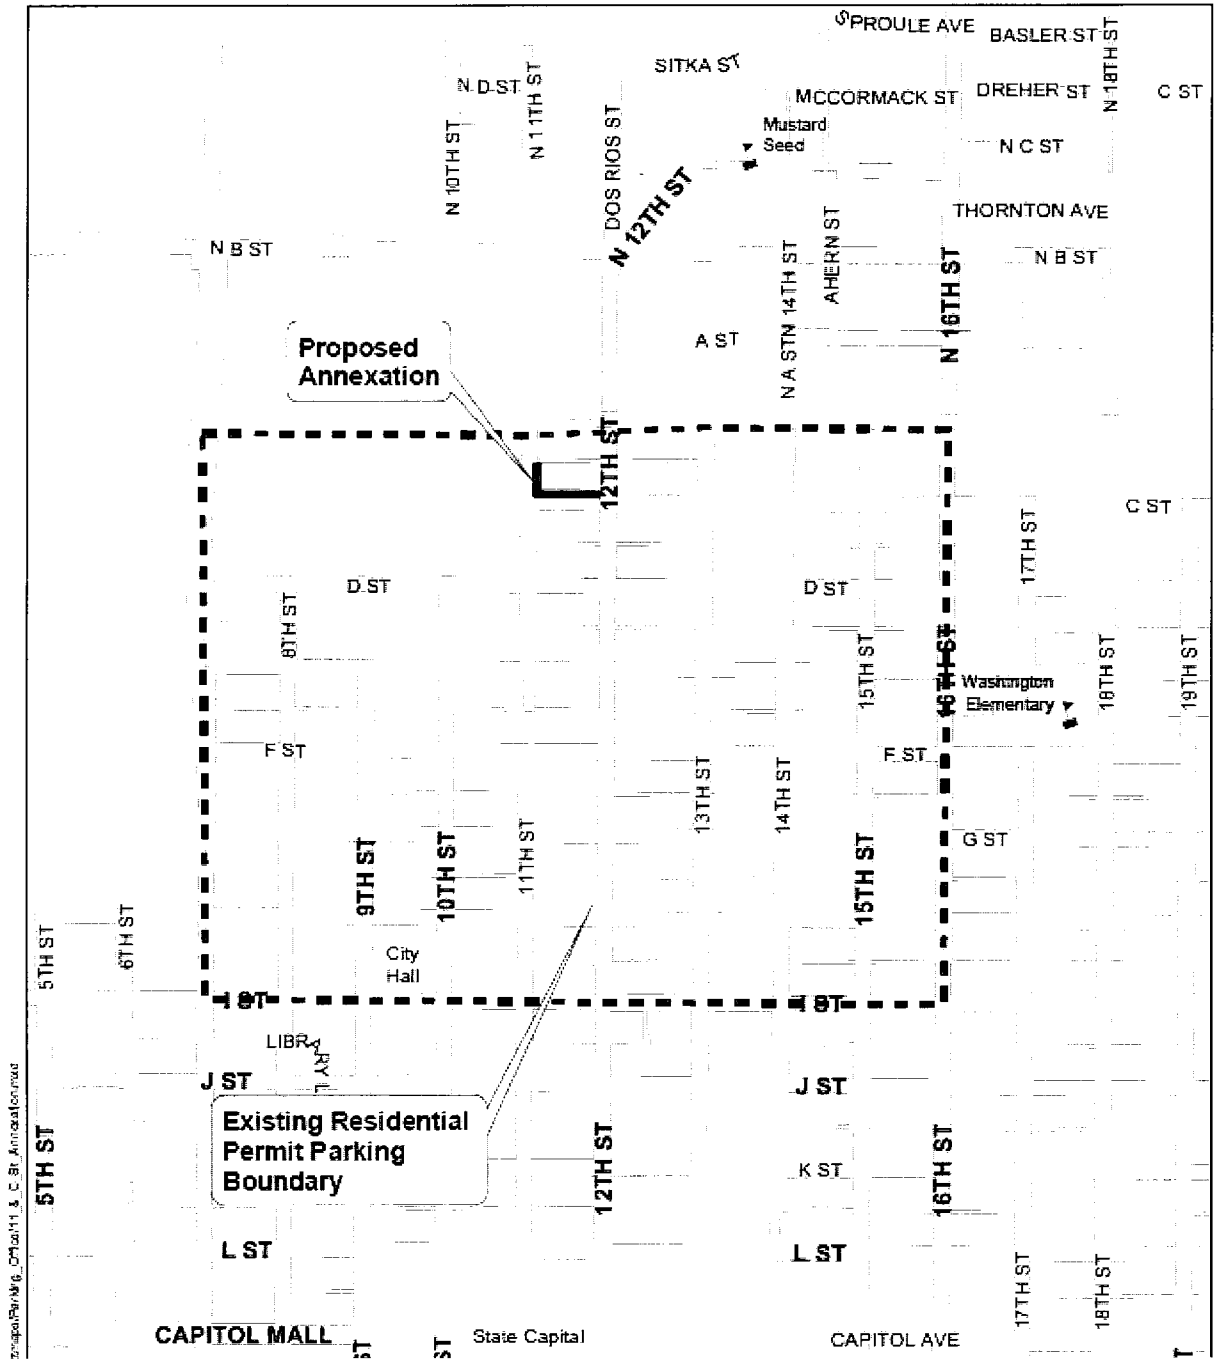 SPROULE AVE
BASLER ST
SITKA ST
N 18TH ST
N D ST
N 11TH ST
DREHER ST
C ST
MCCORMACK ST
Mustard
Seed
N 10TH ST
DOS RIOS ST
N C ST
N 12TH ST
THORNTON AVE
AHERN ST
N B ST
N 14TH ST
N B ST
N 16TH ST
A ST
N A ST
Proposed
Annexation
12TH ST
C ST
17TH ST
D ST
D ST
8TH ST
15TH ST
16TH ST
18TH ST
19TH ST
Washington
Elementary
F ST
F ST
13TH ST
14TH ST
11TH ST
G ST
9TH ST
10TH ST
15TH ST
5TH ST
6TH ST
City
Hall
I ST
I ST
LIBRARY L
J ST
J ST
Existing Residential
Permit Parking
Boundary
5TH ST
12TH ST
K ST
16TH ST
L ST
L ST
17TH ST
18TH ST
CAPITOL MALL
ST
ST
State Capital
CAPITOL AVE
T